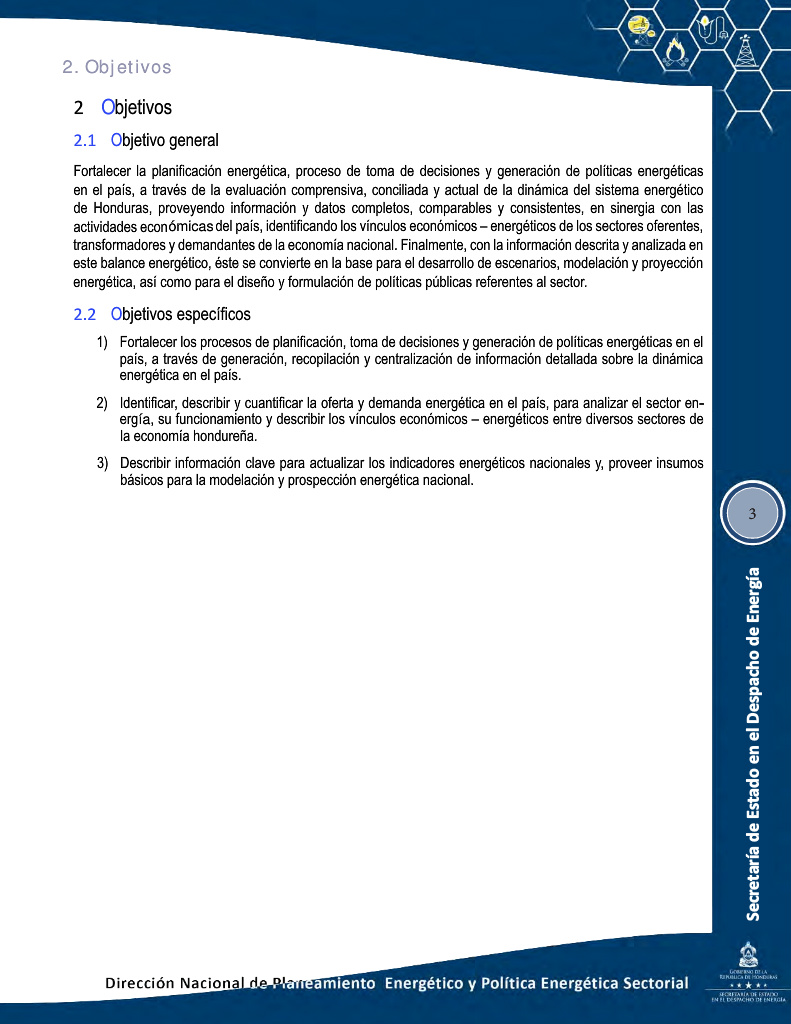 2. Objetivos
2 Objetivos
2.1 Objetivo general
Fortalecer la planificación energética, proceso de toma de decisiones y generación de políticas energéticas
en el país, a través de la evaluación comprensiva, conciliada y actual de la dinámica del sistema energético
de Honduras, proveyendo información y datos completos, comparables y consistentes, en sinergia con las
actividades económicas del país, identificando los vínculos económicos – energéticos de los sectores oferentes,
transformadores y demandantes de la economía nacional. Finalmente, con la información descrita y analizada en
este balance energético, éste se convierte en la base para el desarrollo de escenarios, modelación y proyección
energética, así como para el diseño y formulación de políticas públicas referentes al sector.
2.2 Objetivos específicos
1) Fortalecer los procesos de planificación, toma de decisiones y generación de políticas energéticas en el
país, a través de generación, recopilación y centralización de información detallada sobre la dinámica
energética en el país.
2) Identificar, describir y cuantificar la oferta y demanda energética en el país, para analizar el sector en-
ergía, su funcionamiento y describir los vínculos económicos – energéticos entre diversos sectores de
la economía hondureña.
3) Describir información clave para actualizar los indicadores energéticos nacionales y, proveer insumos
básicos para la modelación y prospección energética nacional.
3
Secretaría de Estado en el Despacho de Energía
Dirección Nacional de Planeamiento Energético y Política Energética Sectorial
GOBIERNO DE LA
REPÚBLICA DE HONDURAS
SECRETARÍA DE ESTADO
EN EL DESPACHO DE ENERGÍA